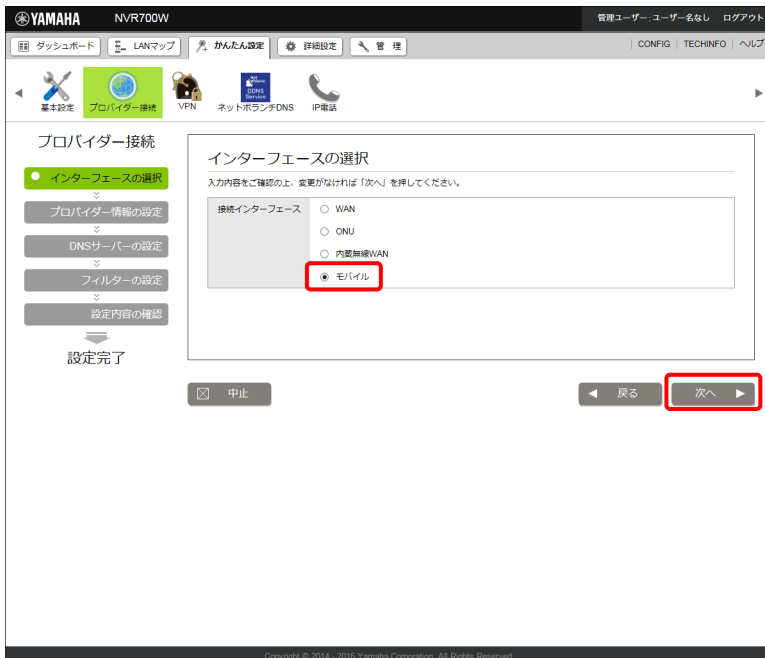 YAMAHA NVR700W 管理ユーザー:ユーザー名なし ログアウト
ダッシュボード LANマップ かんたん設定 詳細設定 管 理 CONFIG TECHINFO ヘルプ
基本設定 プロバイダー接続 VPN ネットボランチDNS IP電話
DDNS
Service
プロバイダー接続
インターフェースの選択
プロバイダー情報の設定
DNSサーバーの設定
フィルターの設定
設定内容の確認
設定完了
インターフェースの選択
入力内容をご確認の上、変更がなければ「次へ」を押してください。
接続インターフェース
WAN
ONU
内蔵無線WAN
モバイル
中止 戻る 次へ
Copyright © 2014 - 2016 Yamaha Corporation. All Rights Reserved.